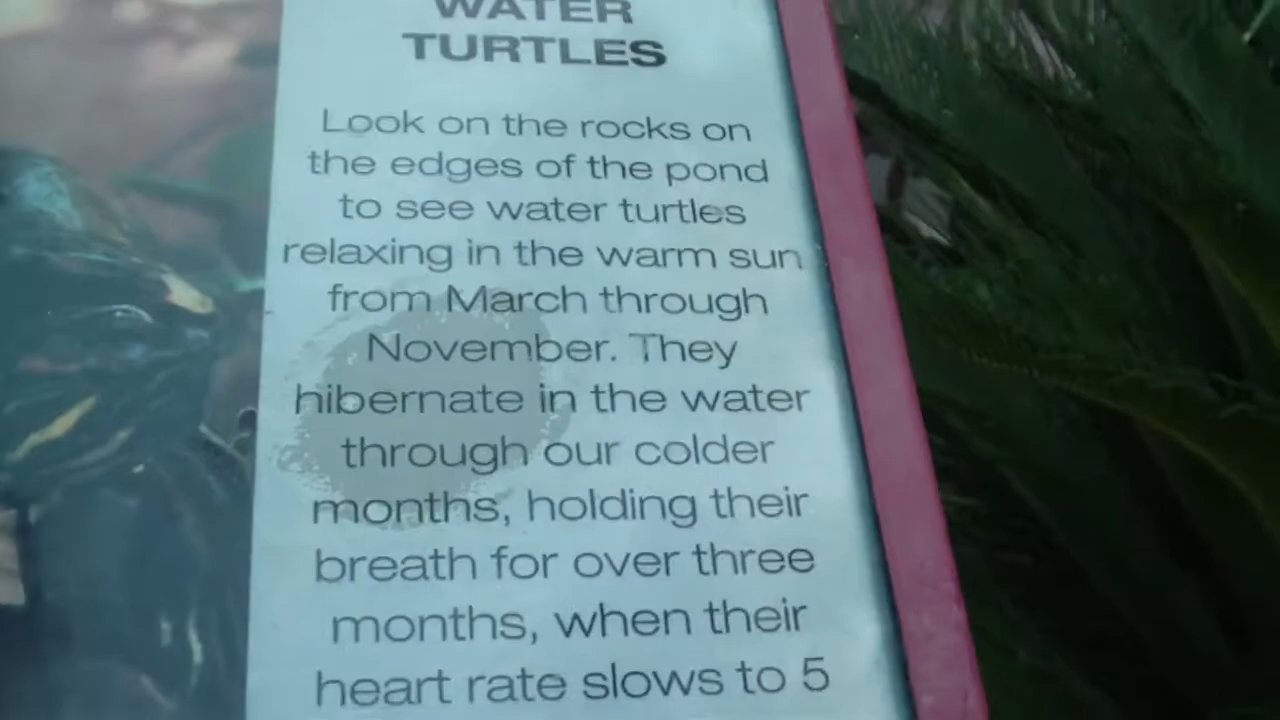 WATER
TURTLES
Look on the rocks on
the edges of the pond
to see water turtles
relaxing in the warm sun
from March through
November. They
hibernate in the water
through our colder
months, holding their
breath for over three
months, when their
heart rate slows to 5